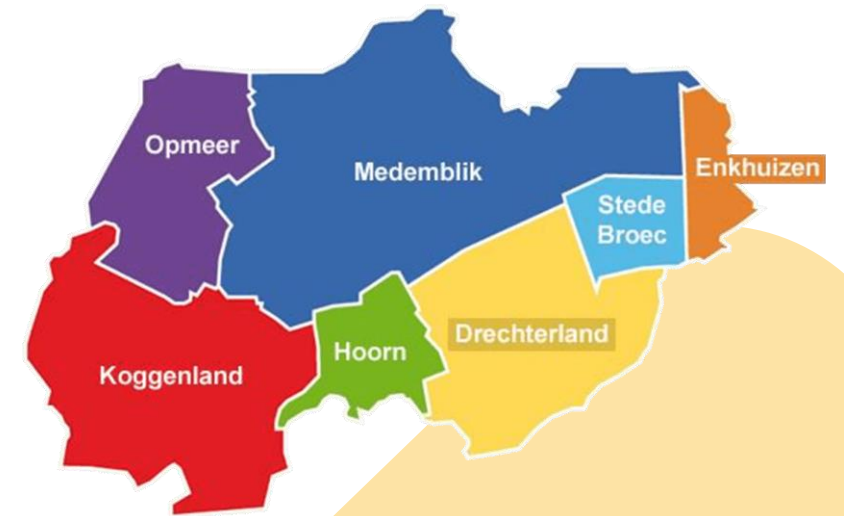 Opmeer
Medemblik
Enkhuizen
Stede
Broec
Drechterland
Hoorn
Koggenland